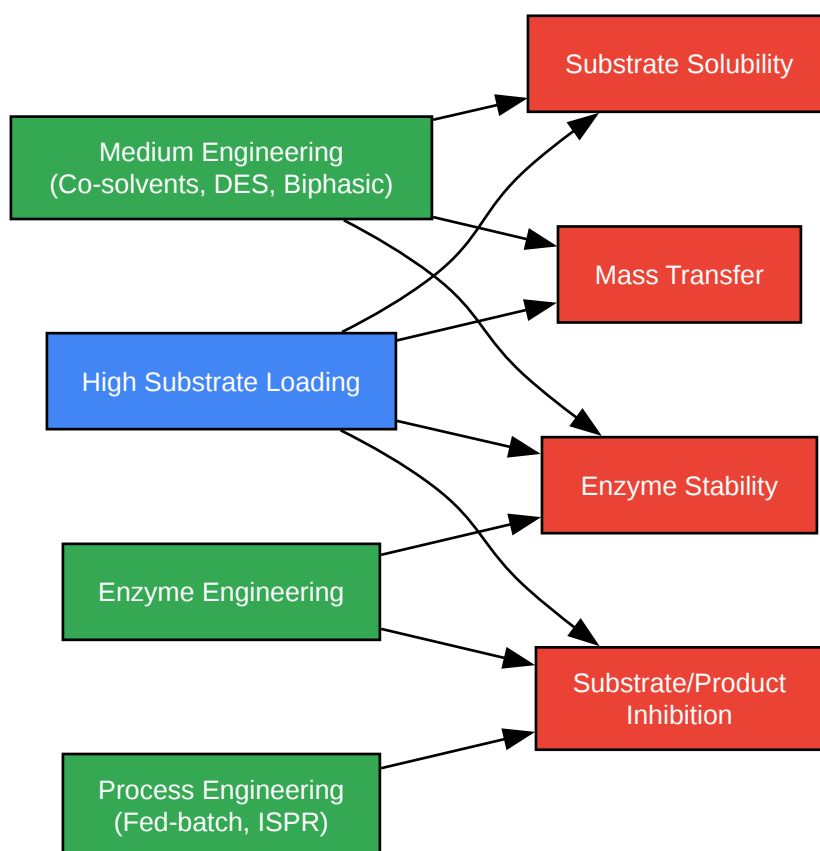 Substrate Solubility
Medium Engineering
(Co-solvents, DES, Biphasic)
Mass Transfer
High Substrate Loading
Enzyme Stability
Enzyme Engineering
Substrate/Product
Inhibition
Process Engineering
(Fed-batch, ISPR)